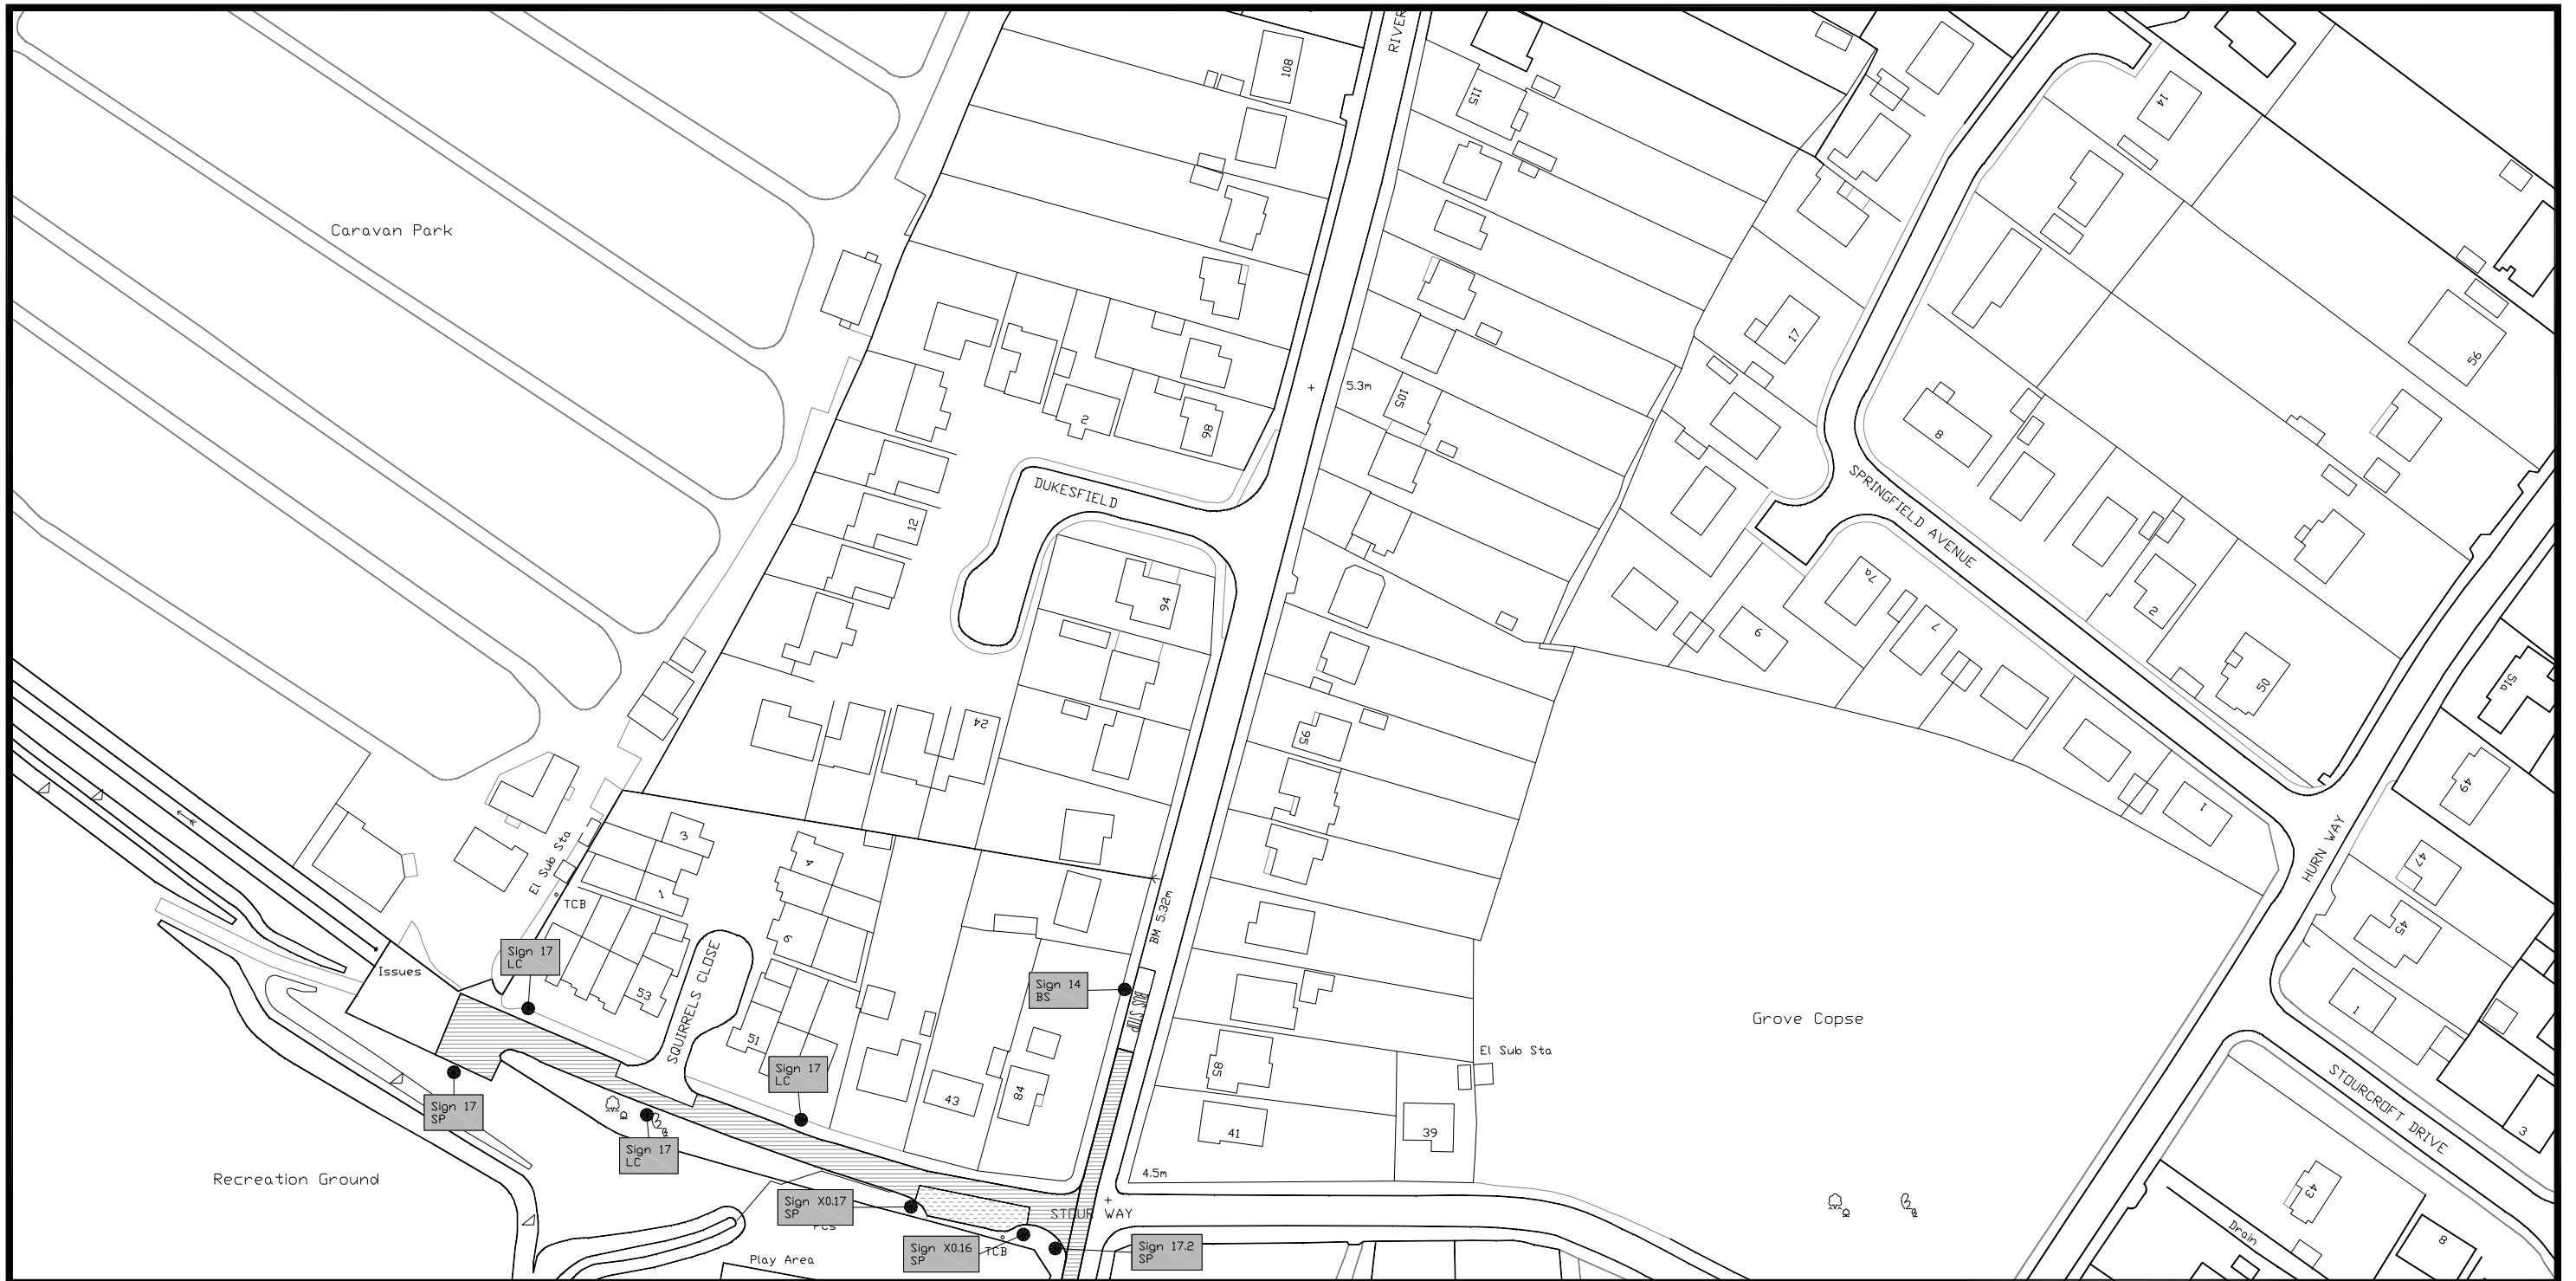 RIVER
108
115
14
Caravan Park
17
56
5.3m
105
2
98
8
SPRINGFIELD AVENUE
DUKESFIELD
12
94
7a
7
9
2
50
51a
24
95
49
1
HURN WAY
47
45
3
4
1
El Sub Sta
TCB
6
BM 5.32m
Sign 17
LC
Issues
53
SQUIRRELS CLOSE
51
Sign 14
BS
BUS STOP
Grove Copse
1
El Sub Sta
85
Sign 17
LC
43
84
STOURCROFT DRIVE
3
Sign 17
SP
41
39
Sign 17
LC
Recreation Ground
4.5m
43
Sign X0.17
SP
PCs
STOUR WAY
Drain
8
Sign X0.16
SP
TCB
Sign 17.2
SP
Play Area